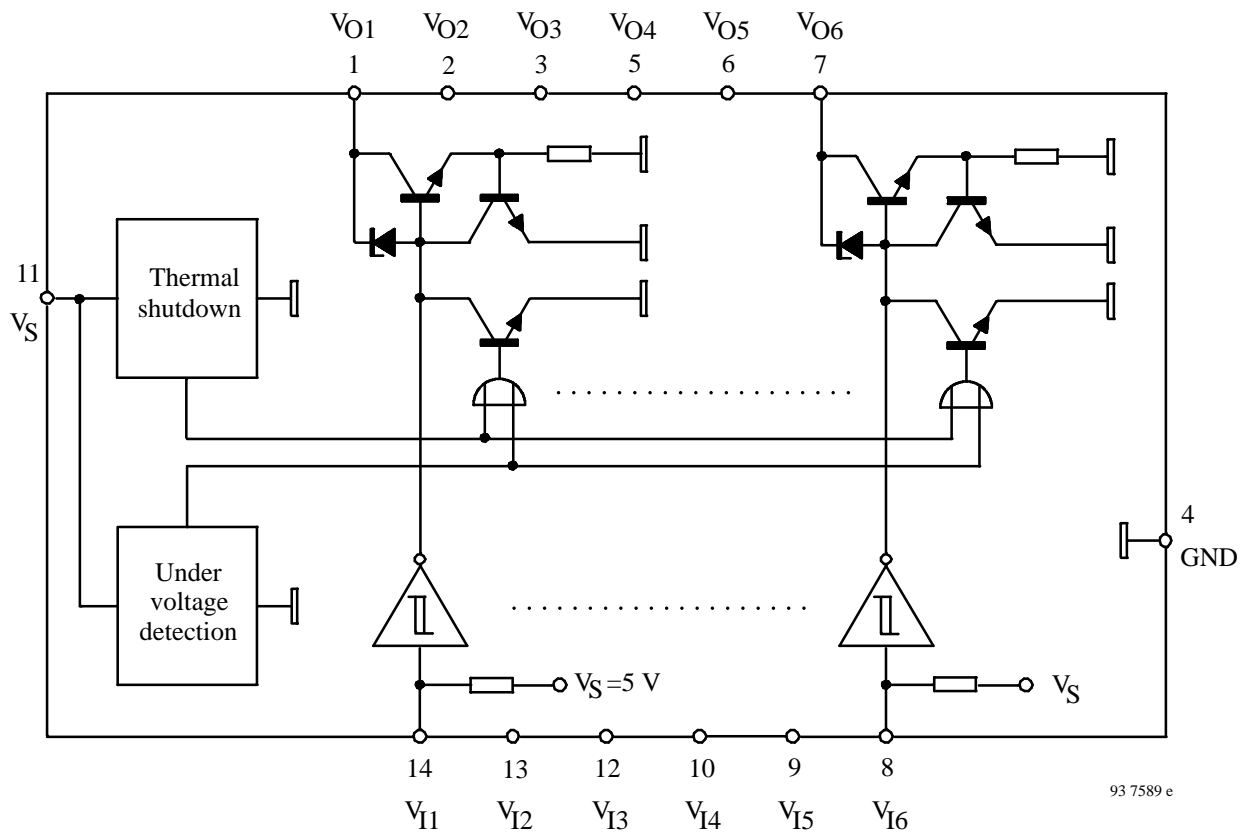 VO1 VO2 VO3 VO4 VO5 VO6
1 2 3 5 6 7
11
VS
Thermal
shutdown
4
GND
Under
voltage
detection
VS =5 V
VS
14 13 12 10 9 8
VI1 VI2 VI3 VI4 VI5 VI6
93 7589 e